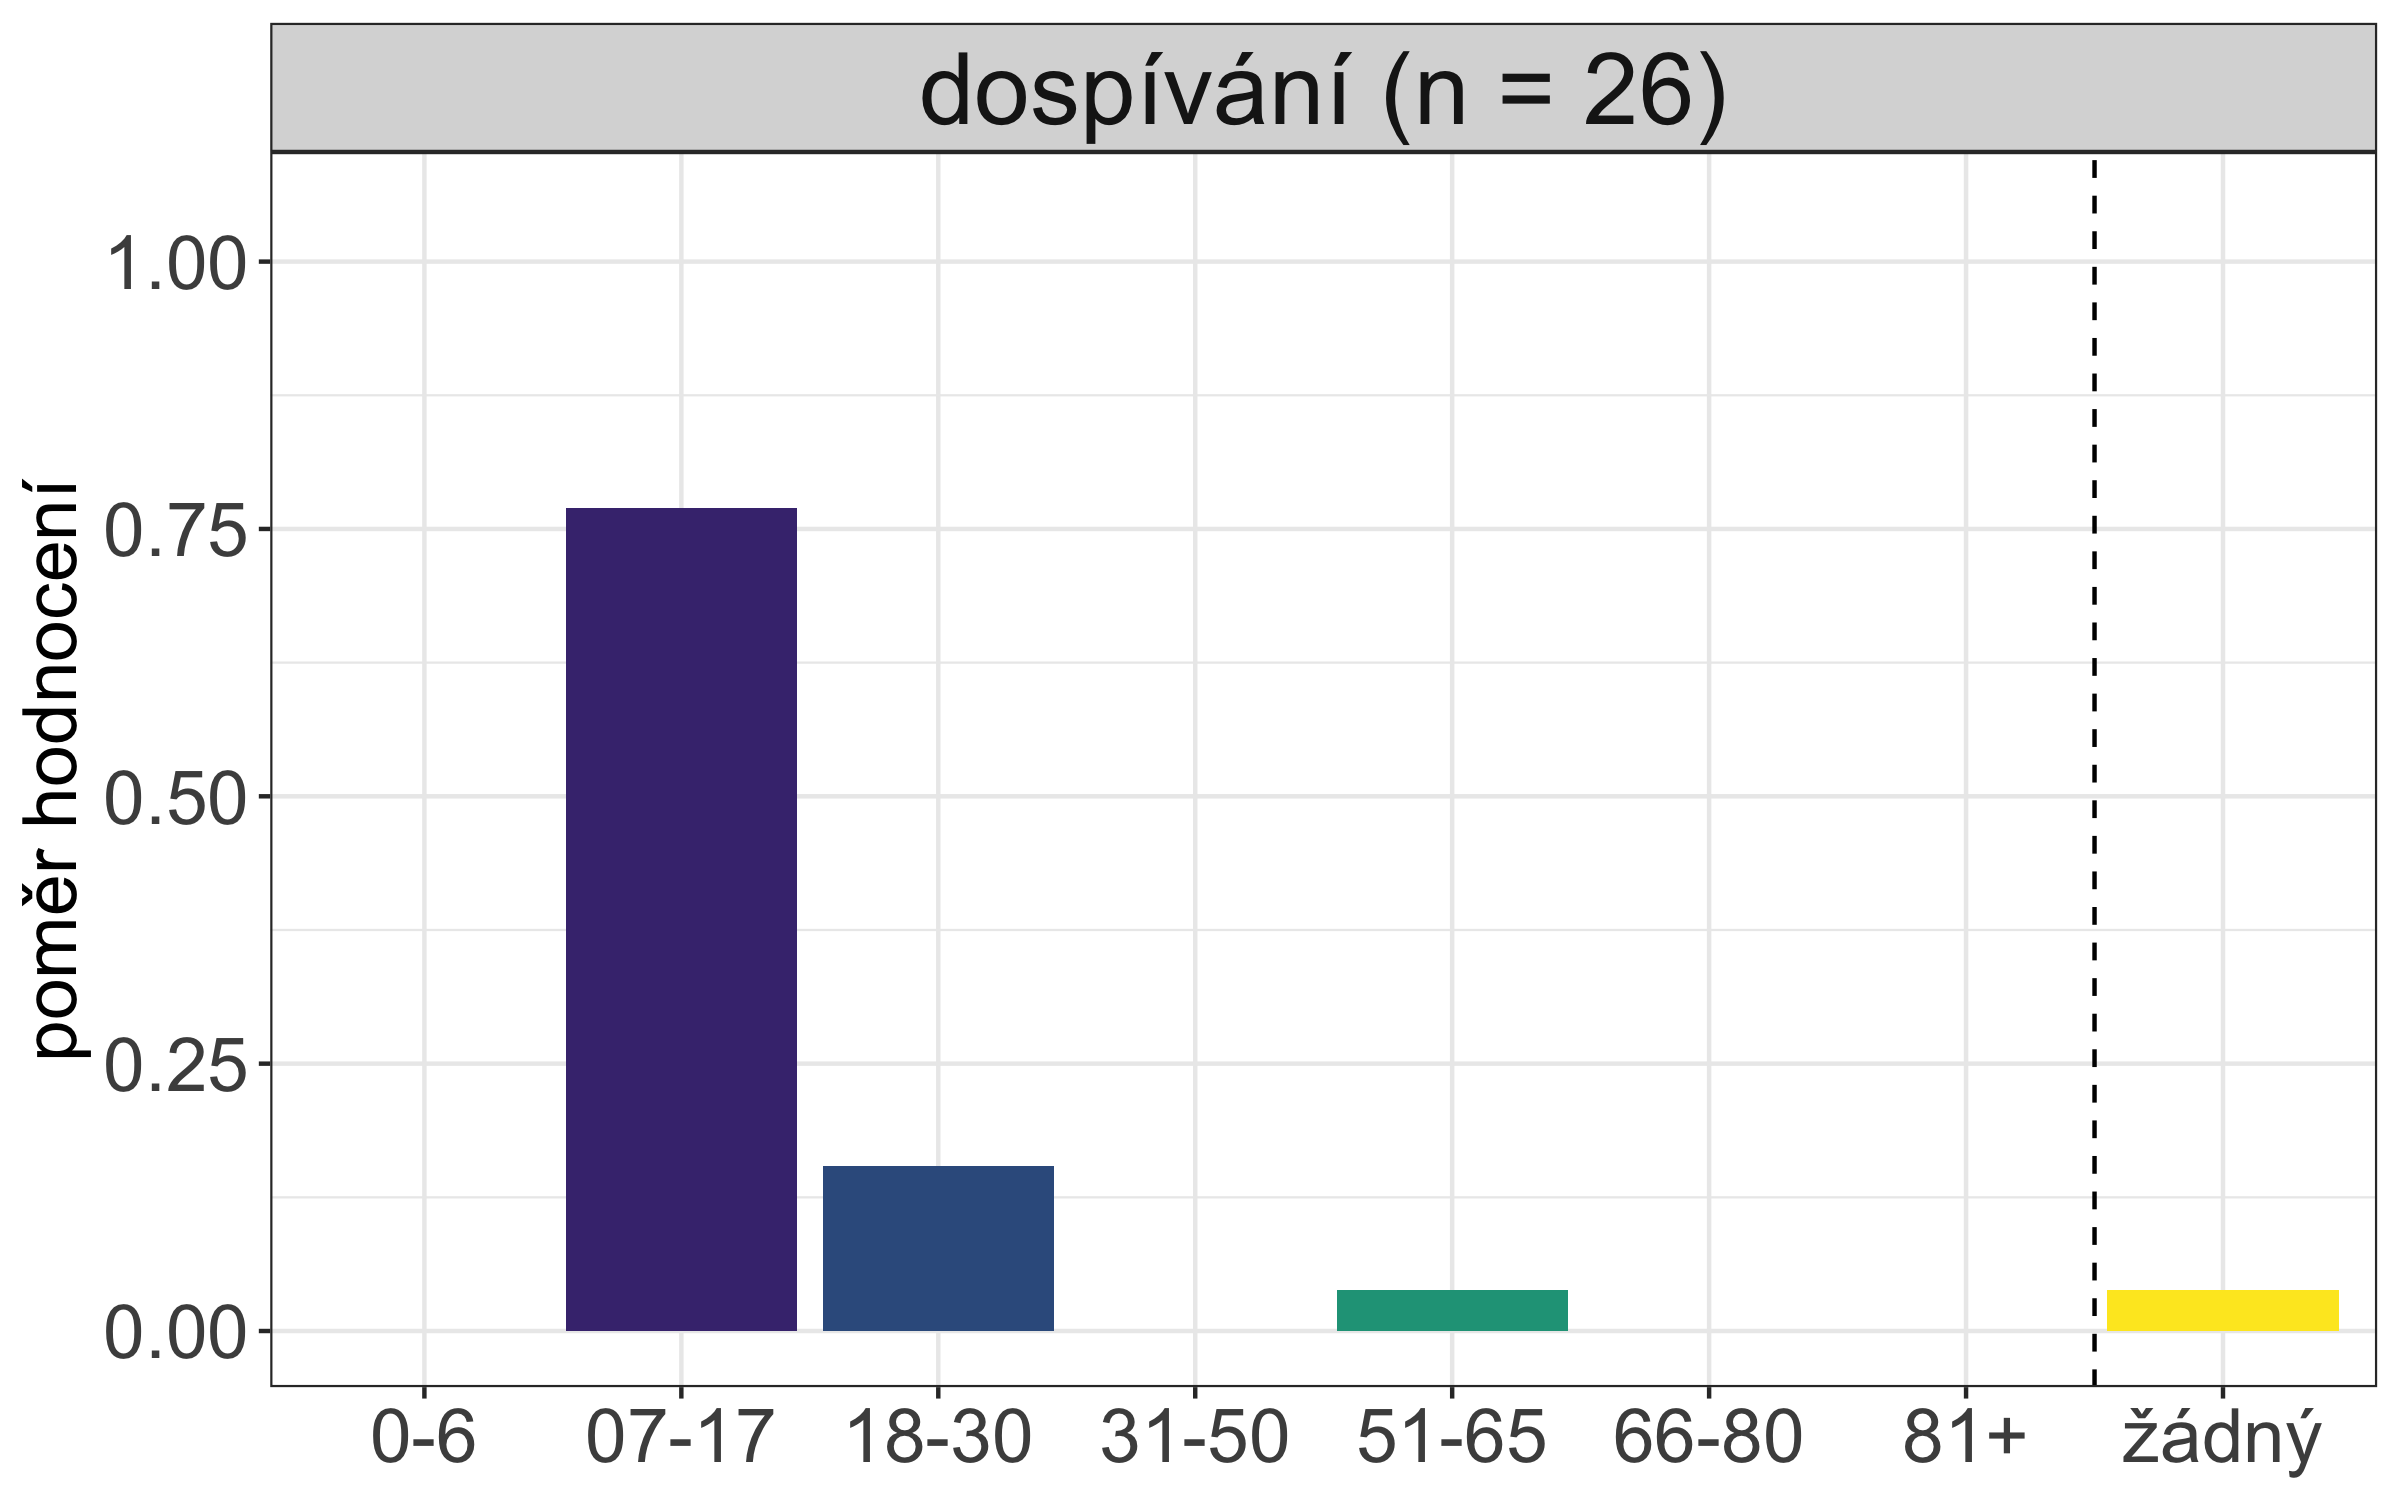 dospívání (n = 26)
poměr hodnocení
1.00
0.75
0.50
0.25
0.00
0-6 07-17 18-30 31-50 51-65 66-80 81+ žádný